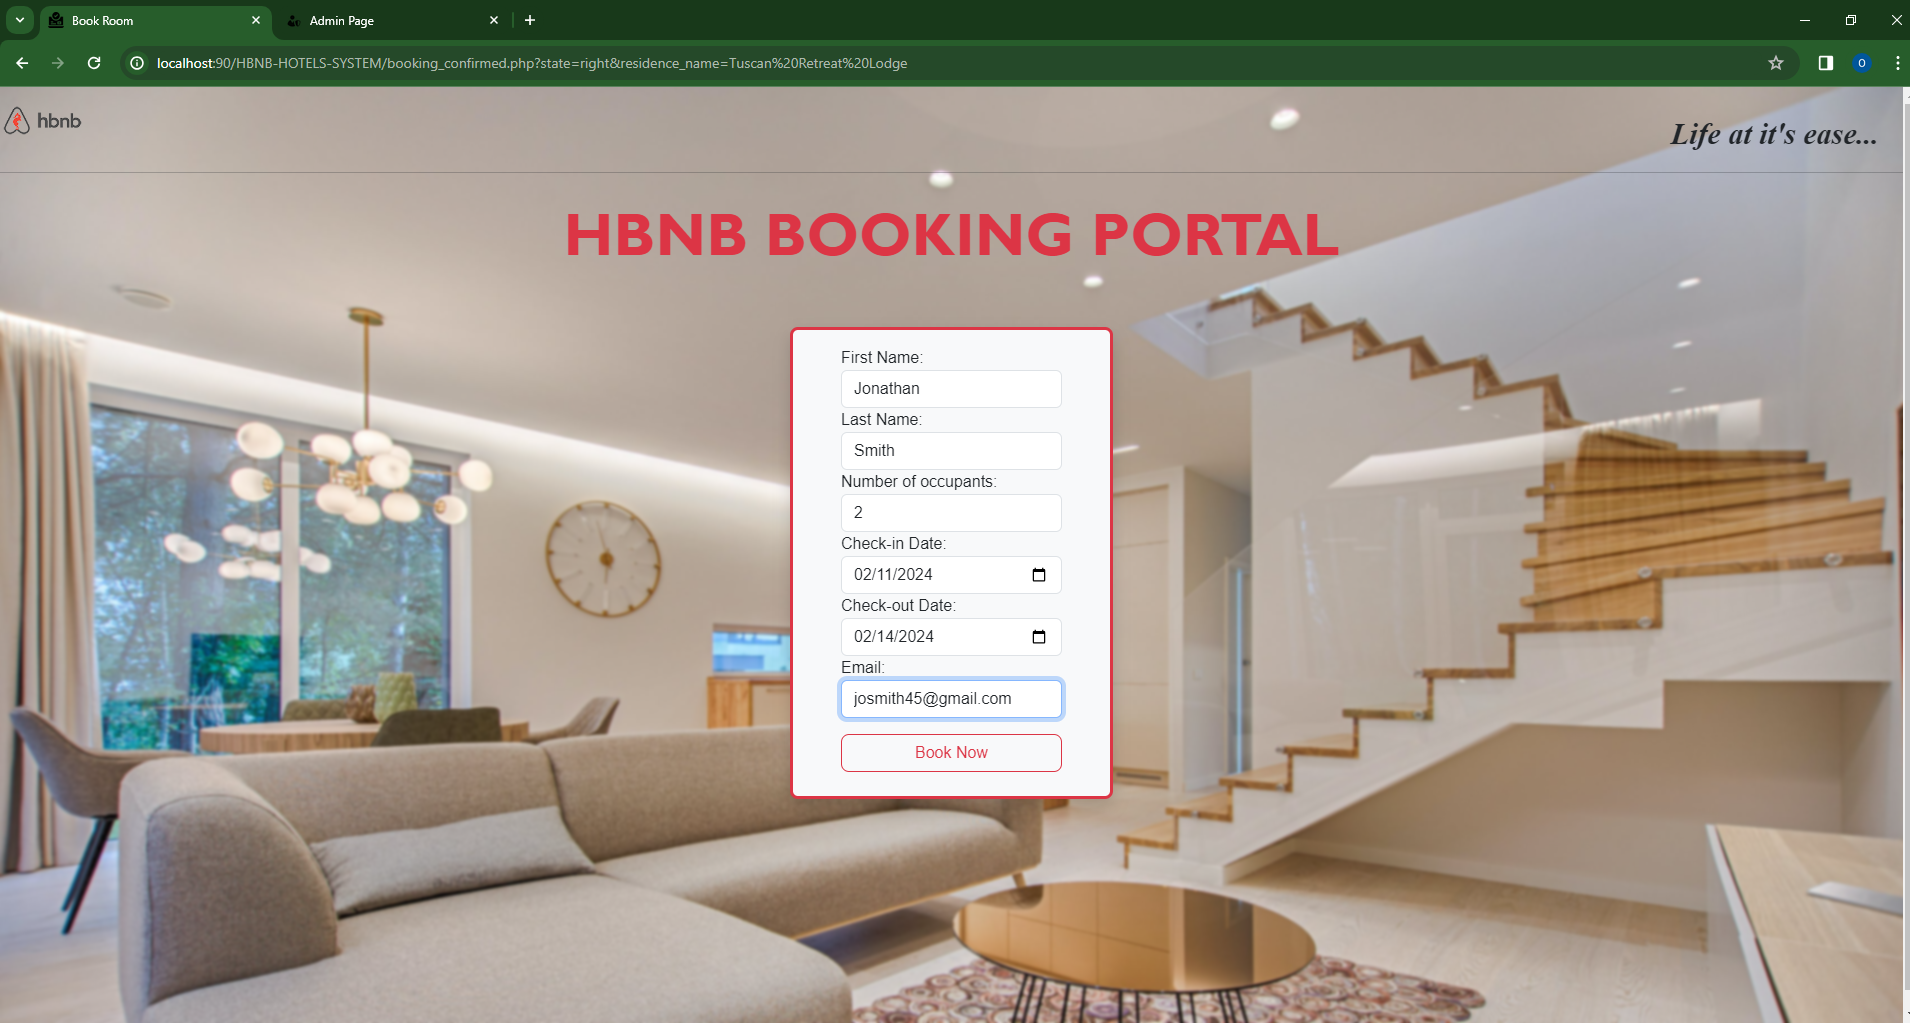 Book Room
Admin Page
localhost:90/HBNB-HOTELS-SYSTEM/booking_confirmed.php?state=right&residence_name=Tuscan%20Retreat%20Lodge
O
hbnb
Life at it's ease...
HBNB BOOKING PORTAL
First Name:
Jonathan
Last Name:
Smith
Number of occupants:
2
Check-in Date:
02/11/2024
Check-out Date:
02/14/2024
Email:
josmith45@gmail.com
Book Now